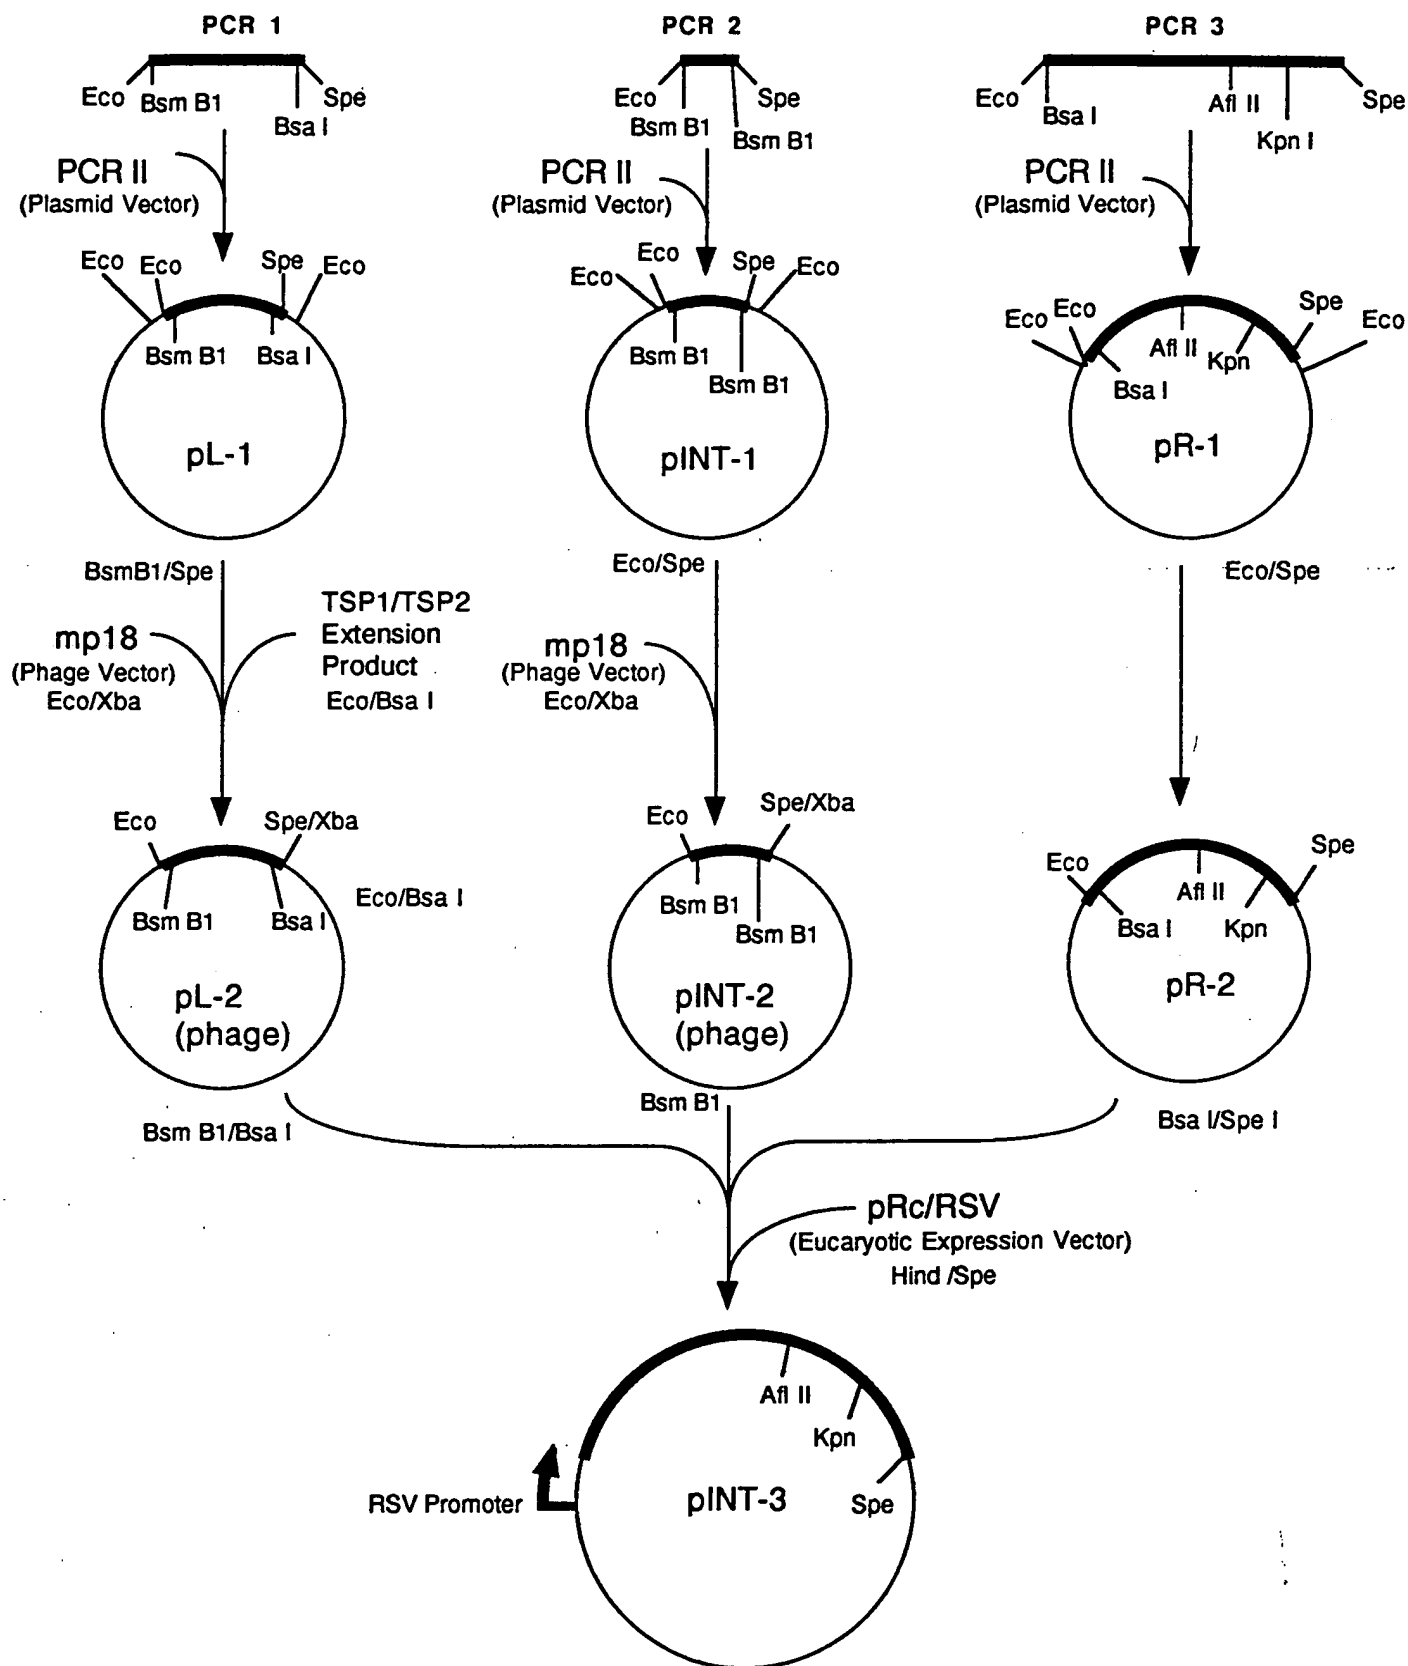 PCR 1
PCR 2
PCR 3
Eco
Bsm B1
Bsa I
Spe
Eco
Bsm B1
Bsm B1
Spe
Eco
Bsa I
Afl II
Kpn I
Spe
PCR II
(Plasmid Vector)
PCR II
(Plasmid Vector)
PCR II
(Plasmid Vector)
Eco
Eco
Spe
Eco
Bsm B1
Bsa I
pL-1
Eco
Eco
Spe
Eco
Bsm B1
Bsm B1
pINT-1
Eco
Eco
Spe
Eco
Bsa I
Afl II
Kpn
pR-1
BsmB1/Spe
mp18
(Phage Vector)
Eco/Xba
TSP1/TSP2
Extension
Product
Eco/Bsa I
Eco/Spe
mp18
(Phage Vector)
Eco/Xba
Eco/Spe
Eco
Spe/Xba
Bsm B1
Bsa I
Eco/Bsa I
pL-2
(phage)
Eco
Spe/Xba
Bsm B1
Bsm B1
pINT-2
(phage)
Eco
Spe
Bsa I
Afl II
Kpn
pR-2
Bsm B1/Bsa I
Bsm B1
Bsa I/Spe I
pRc/RSV
(Eucaryotic Expression Vector)
Hind /Spe
Afl II
Kpn
Spe
RSV Promoter
pINT-3